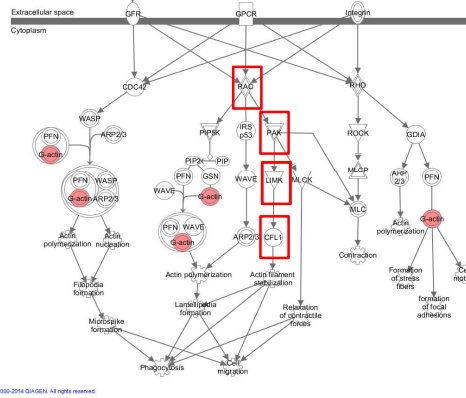 Extracellular space
Cytoplasm
GFR
GPCR
Integrin
CDC42
RAC
RHO
WASP
PFN
ARP2/3
G-actin
PIP5K
IRS
p53
PAK
ROCK
GDIA
PFN
WASP
G-actin
ARP2/3
PIP2
PIP
GSN
WAVE
G-actin
WAVE
LIMK
MLCK
MLCP
ARP
2/3
PFN
PFN
WAVE
G-actin
ARP2/3
CFL1
MLC
G-actin
Actin
polymerization
Actin
nucleation
Actin
polymerization
Contraction
Actin polymerization
Actin filament
stabilization
Formation
of stress
fibers
formation
of focal
adhesions
Filopodia
formation
Lamellipodia
formation
Relaxation
of contractile
forces
Microspike
formation
Phagocytosis
Cell
migration
000-2014 QIAGEN. All rights reserved.